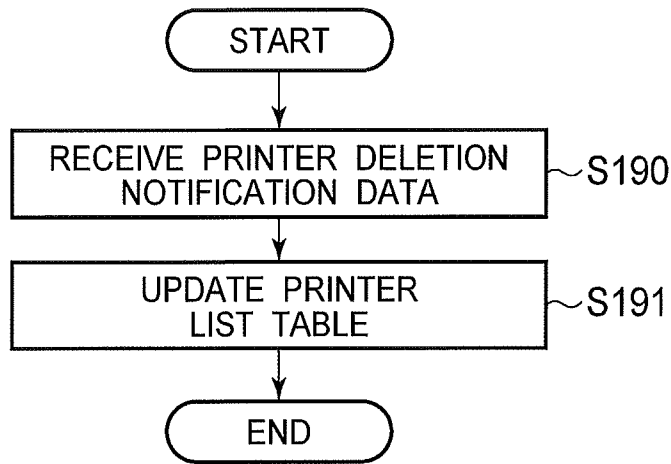 START
RECEIVE PRINTER DELETION
NOTIFICATION DATA
S190
UPDATE PRINTER
LIST TABLE
S191
END